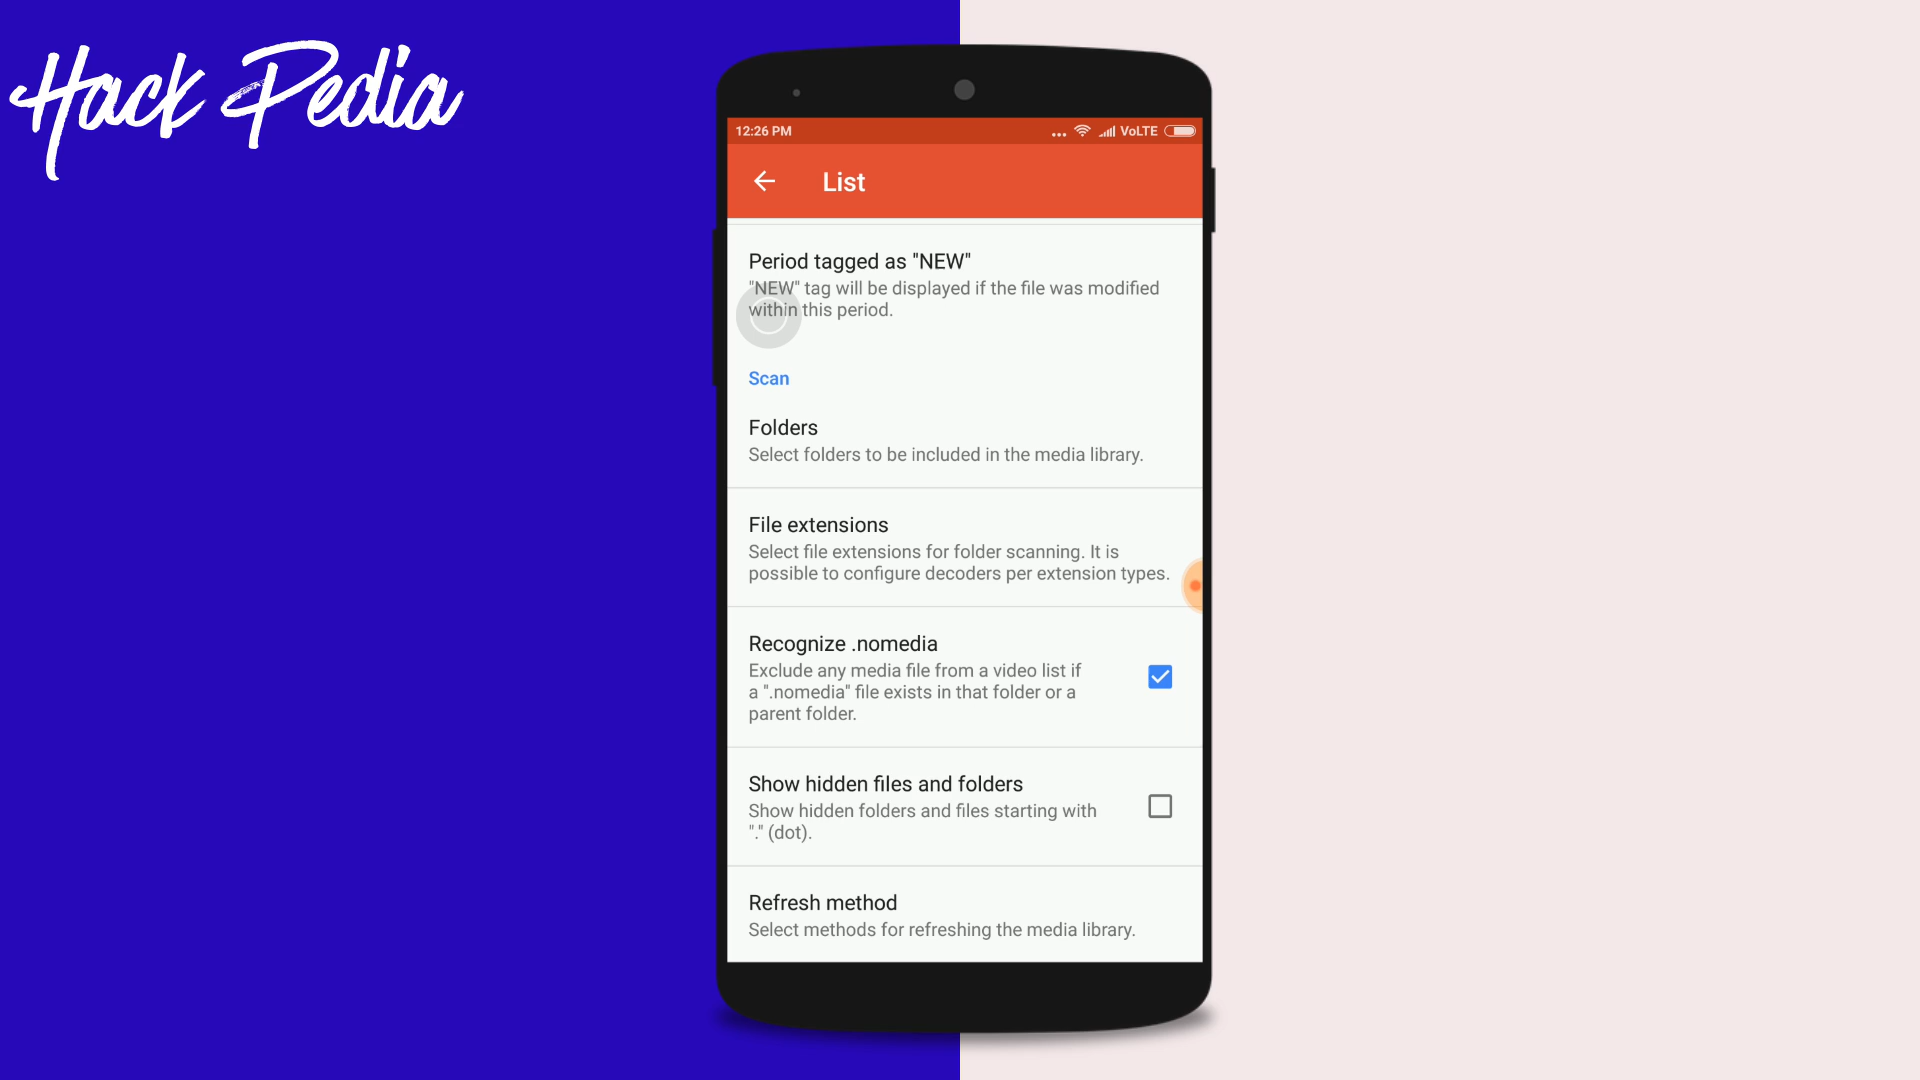 Hack Pedia
12:26 PM
VoLTE
List
Period tagged as "NEW"
"NEW" tag will be displayed if the file was modified
within this period.
Scan
Folders
Select folders to be included in the media library.
File extensions
Select file extensions for folder scanning. It is
possible to configure decoders per extension types.
Recognize .nomedia
Exclude any media file from a video list if
a ".nomedia" file exists in that folder or a
parent folder.
Show hidden files and folders
Show hidden folders and files starting with
"." (dot).
Refresh method
Select methods for refreshing the media library.